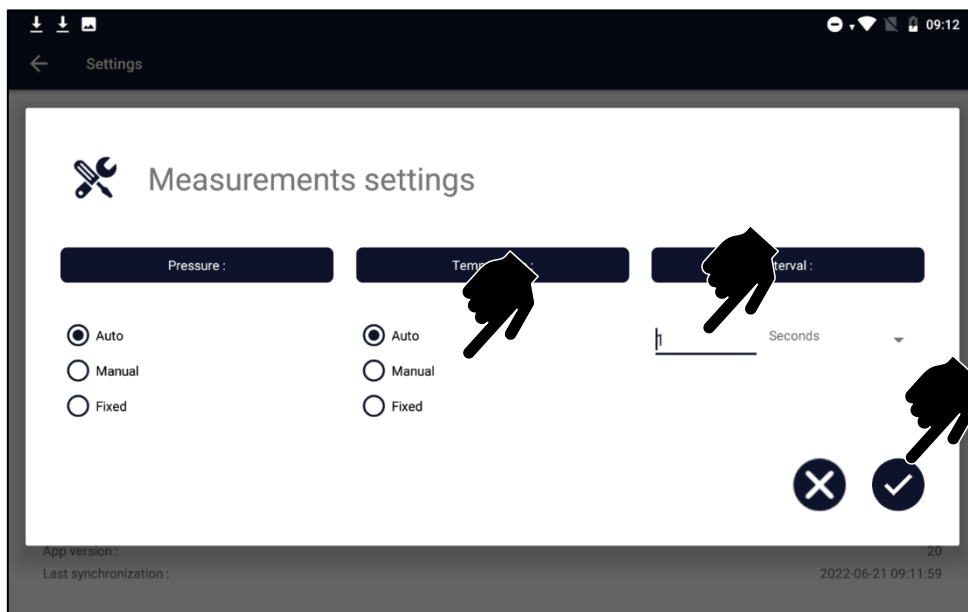 09:12
Settings
Measurements settings
Pressure :
Auto
Manual
Fixed
Auto
Manual
Fixed
1
Seconds
App version :
20
Last synchronization :
2022-06-21 09:11:59